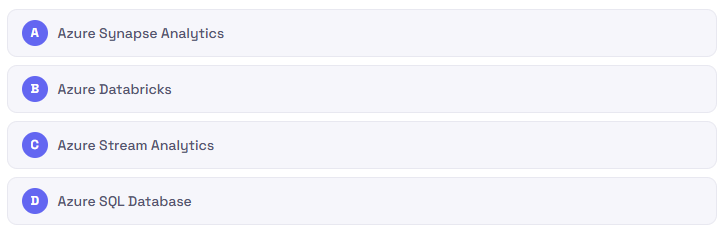 A Azure Synapse Analytics
B Azure Databricks
C Azure Stream Analytics
D Azure SQL Database